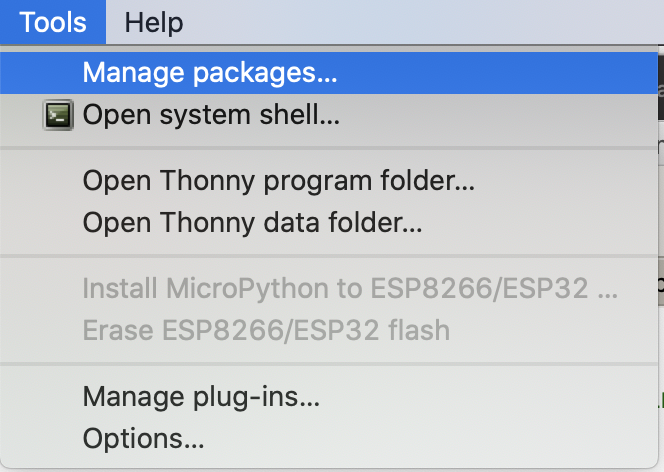 Tools Help
Manage packages...
Open system shell...
Open Thonny program folder...
Open Thonny data folder...
Install MicroPython to ESP8266/ESP32 ...
Erase ESP8266/ESP32 flash
Manage plug-ins...
Options...